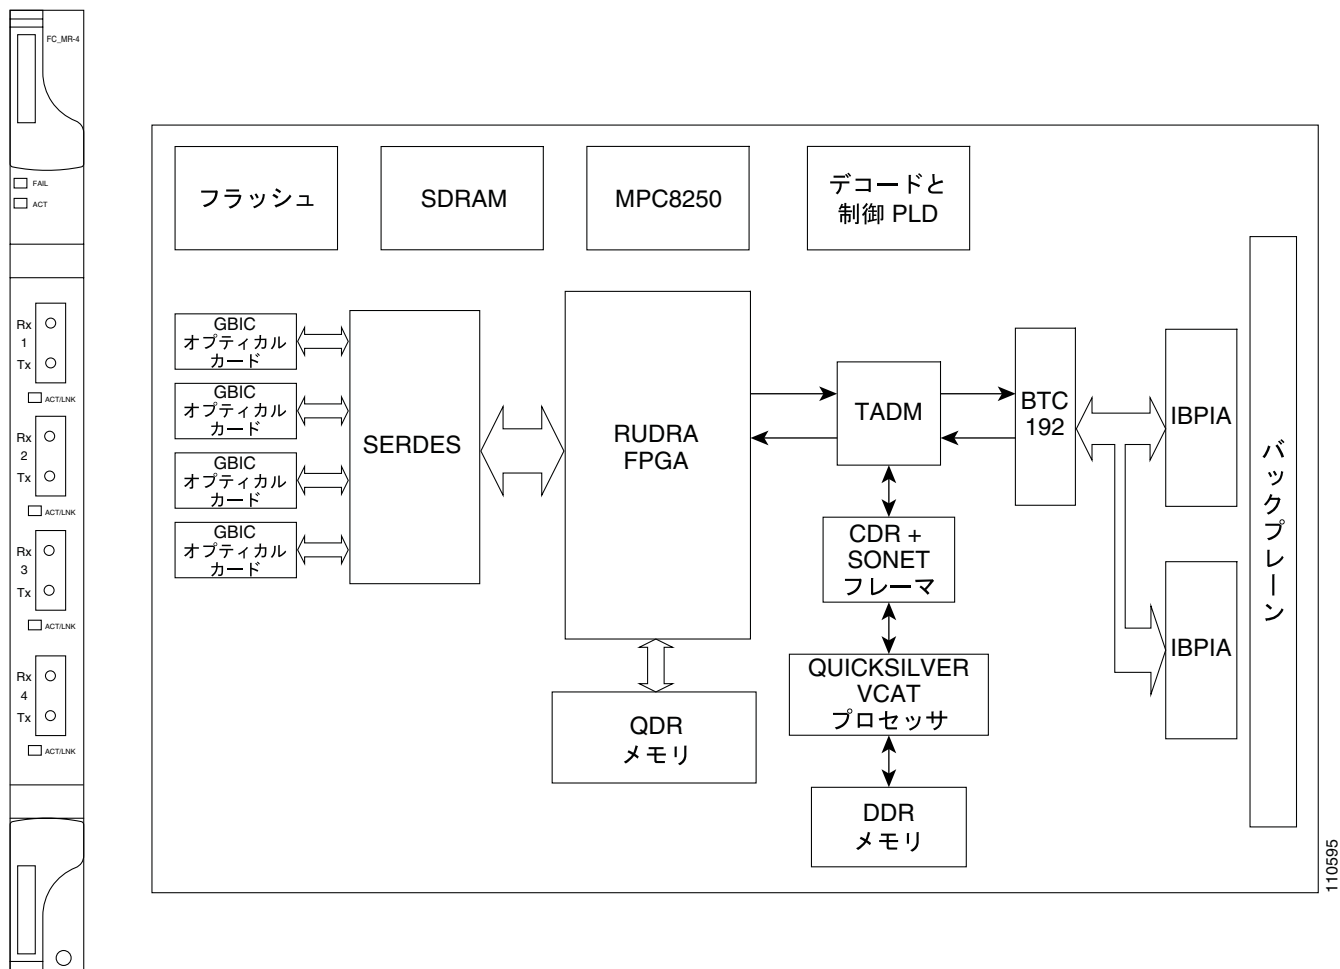 FC_MR-4
FAIL
ACT
Rx
1
Tx
ACT/LNK
Rx
2
Tx
ACT/LNK
Rx
3
Tx
ACT/LNK
Rx
4
Tx
ACT/LNK
フラッシュ
SDRAM
MPC8250
デコードと
制御 PLD
GBIC
オプティカル
カード
GBIC
オプティカル
カード
GBIC
オプティカル
カード
GBIC
オプティカル
カード
SERDES
RUDRA
FPGA
QDR
メモリ
TADM
CDR +
SONET
フレーマ
QUICKSILVER
VCAT
プロセッサ
DDR
メモリ
BTC
192
IBPIA
IBPIA
バックプレーン
110595